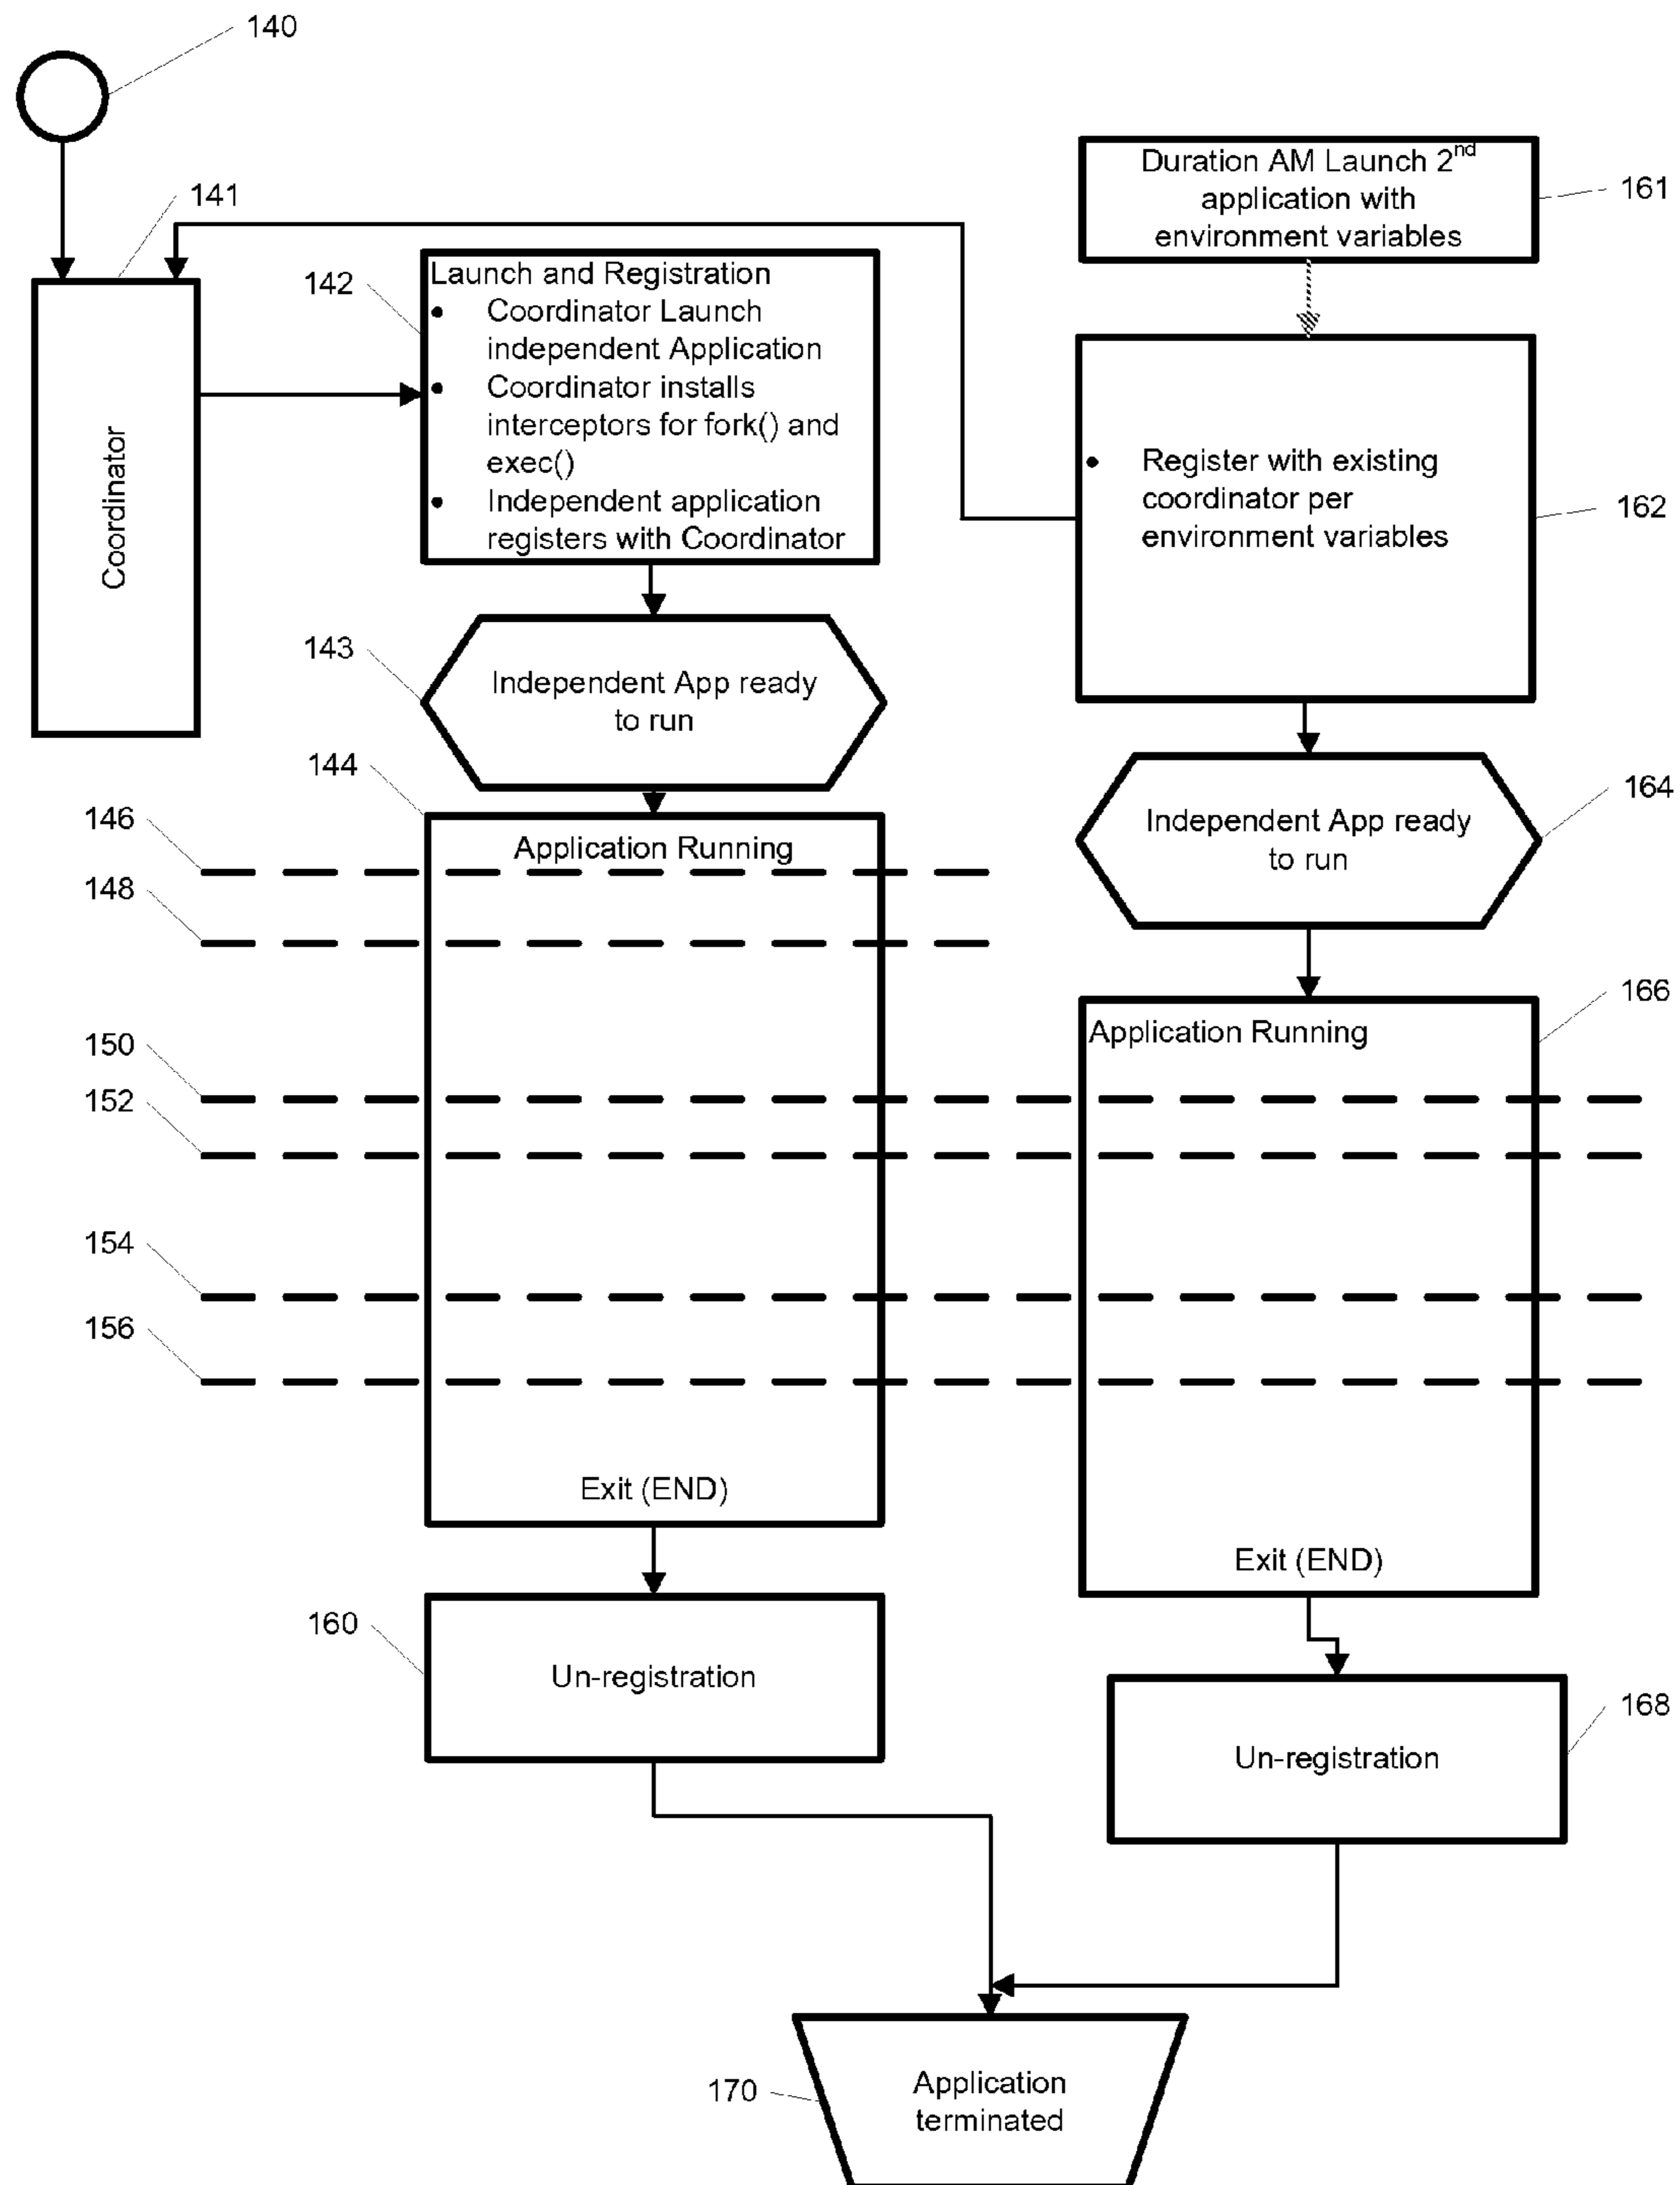 140
141
Coordinator
142
Launch and Registration
• Coordinator Launch
independent Application
• Coordinator installs
interceptors for fork() and
exec()
• Independent application
registers with Coordinator
143
Independent App ready
to run
144
Application Running
146
148
150
152
154
156
Exit (END)
160
Un-registration
Duration AM Launch 2nd
application with
environment variables
161
• Register with existing
coordinator per
environment variables
162
Independent App ready
to run
164
Application Running
166
Exit (END)
Un-registration
168
170
Application
terminated